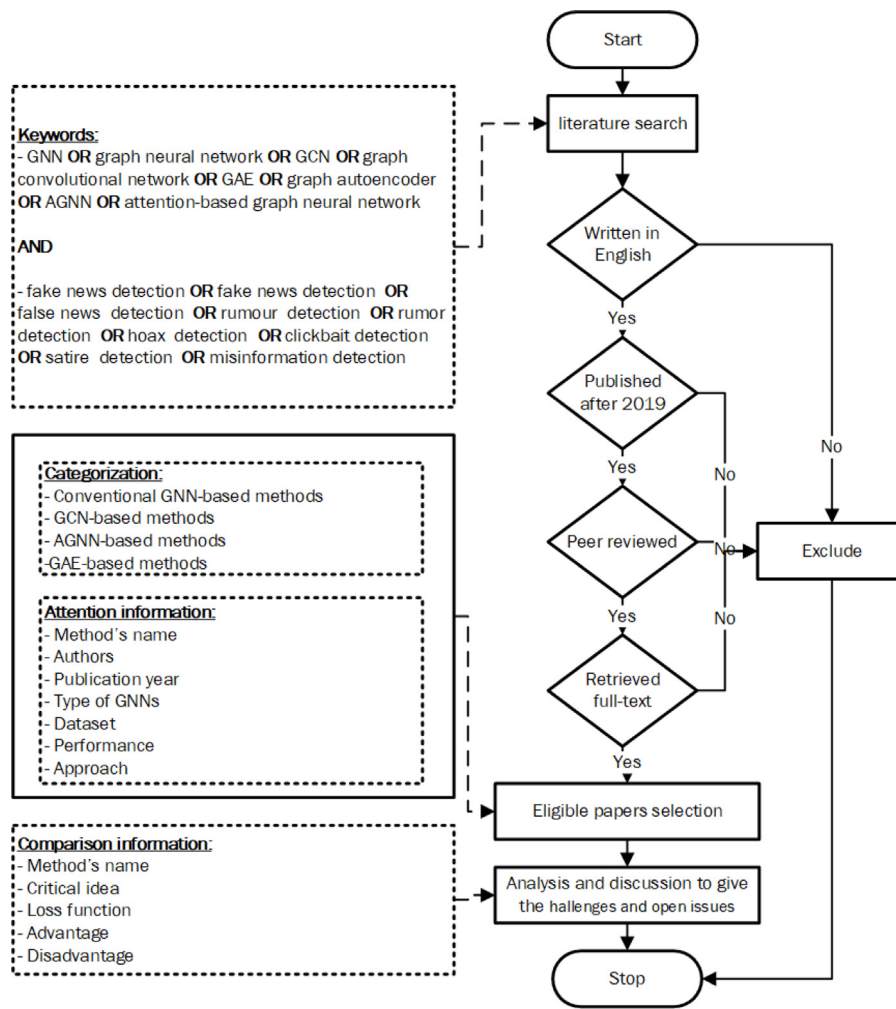 Start
literature search
Keywords:
- GNN OR graph neural network OR GCN OR graph
convolutional network OR GAE OR graph autoencoder
OR AGNN OR attention-based graph neural network
AND
- fake news detection OR fake news detection OR
false news detection OR rumour detection OR rumor
detection OR hoax detection OR clickbait detection
OR satire detection OR misinformation detection
Written in
English
Yes
No
Published
after 2019
Yes
No
Peer reviewed
No
Exclude
Yes
No
Retrieved
full-text
Yes
Categorization:
- Conventional GNN-based methods
- GCN-based methods
- AGNN-based methods
-GAE-based methods
Attention information:
- Method's name
- Authors
- Publication year
- Type of GNNs
- Dataset
- Performance
- Approach
Eligible papers selection
Comparison information:
- Method's name
- Critical idea
- Loss function
- Advantage
- Disadvantage
Analysis and discussion to give
the hallenges and open issues
Stop